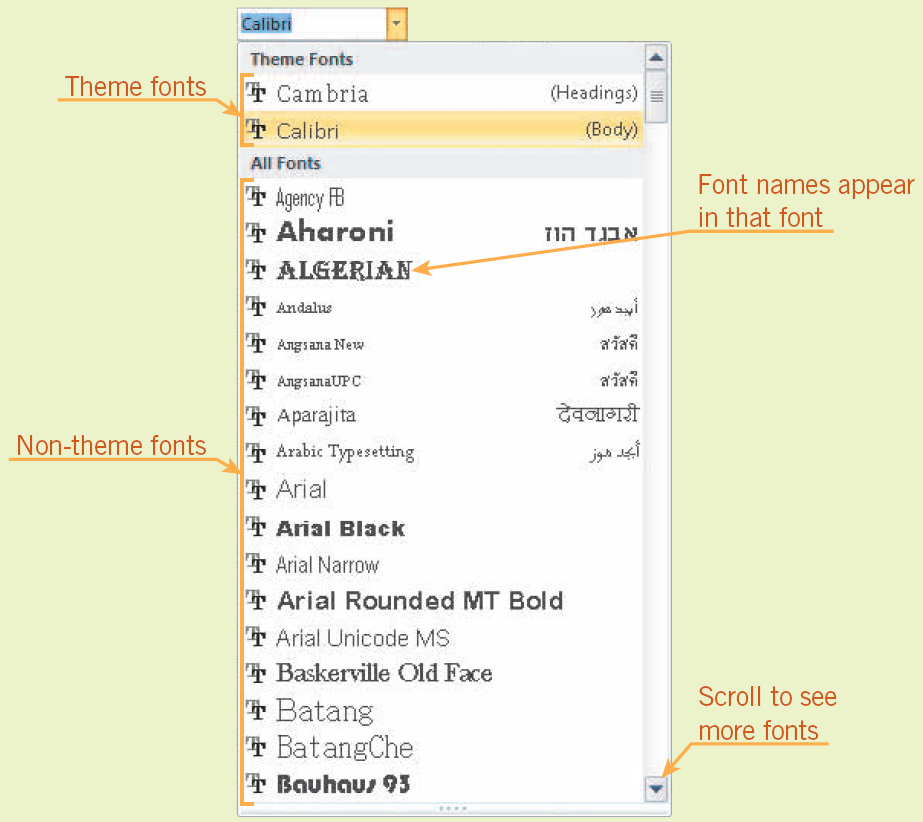 Calibri
Theme Fonts
Theme fonts
Cambria (Headings)
Calibri (Body)
All Fonts
Agency FB
Font names appear
in that font
Aharoni אבגד הוז
ALGERIAN
Andalus أبجد هوز
Angsana New สวัสดี
AngsanaUPC สวัสดี
Aparajita देवनागरी
Non-theme fonts
Arabic Typesetting أبجد هوز
Arial
Arial Black
Arial Narrow
Arial Rounded MT Bold
Arial Unicode MS
Baskerville Old Face
Scroll to see
more fonts
Batang
BatangChe
Bauhaus 93